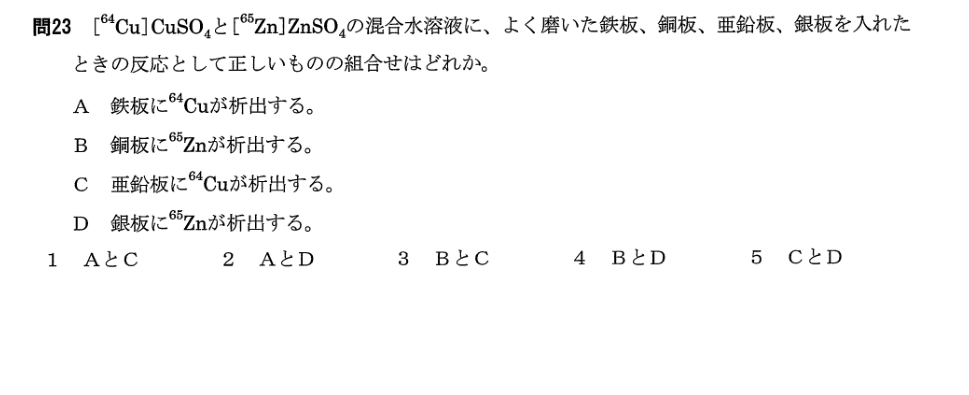 問23 [⁶⁴Cu]CuSO₄と[⁶⁵Zn]ZnSO₄の混合水溶液に、よく磨いた鉄板、銅板、亜鉛板、銀板を入れた
ときの反応として正しいものの組合せはどれか。
A 鉄板に⁶⁴Cuが析出する。
B 銅板に⁶⁵Znが析出する。
C 亜鉛板に⁶⁴Cuが析出する。
D 銀板に⁶⁵Znが析出する。
1 AとC 2 AとD 3 BとC 4 BとD 5 CとD